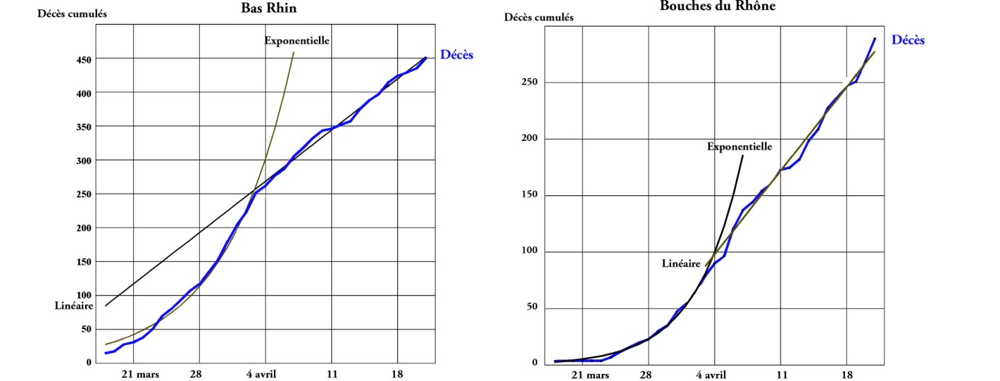 Bas Rhin
Décès cumulés
Exponentielle
Décès
450
400
350
300
250
200
150
100
Linéaire
50
0
21 mars 28 4 avril 11 18
Bouches du Rhône
Décès cumulés
Décès
250
200
Exponentielle
150
100
Linéaire
50
0
21 mars 28 4 avril 11 18